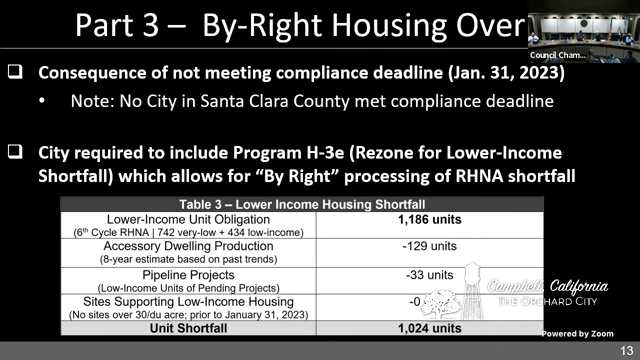 Part 3 – By-Right Housing Over
Council Cham...
❑ Consequence of not meeting compliance deadline (Jan. 31, 2023)
• Note: No City in Santa Clara County met compliance deadline
❑ City required to include Program H-3e (Rezone for Lower-Income
Shortfall) which allows for “By Right” processing of RHNA shortfall
Table 3 – Lower Income Housing Shortfall
Lower-Income Unit Obligation 1,186 units
(6th Cycle RHNA | 742 very-low + 434 low-income)
Accessory Dwelling Production -129 units
(8-year estimate based on past trends)
Pipeline Projects -33 units
(Low-Income Units of Pending Projects)
Sites Supporting Low-Income Housing -0
(No sites over 30/du acre; prior to January 31, 2023)
Unit Shortfall 1,024 units
Campbell, California
THE ORCHARD CITY
Powered by Zoom
13